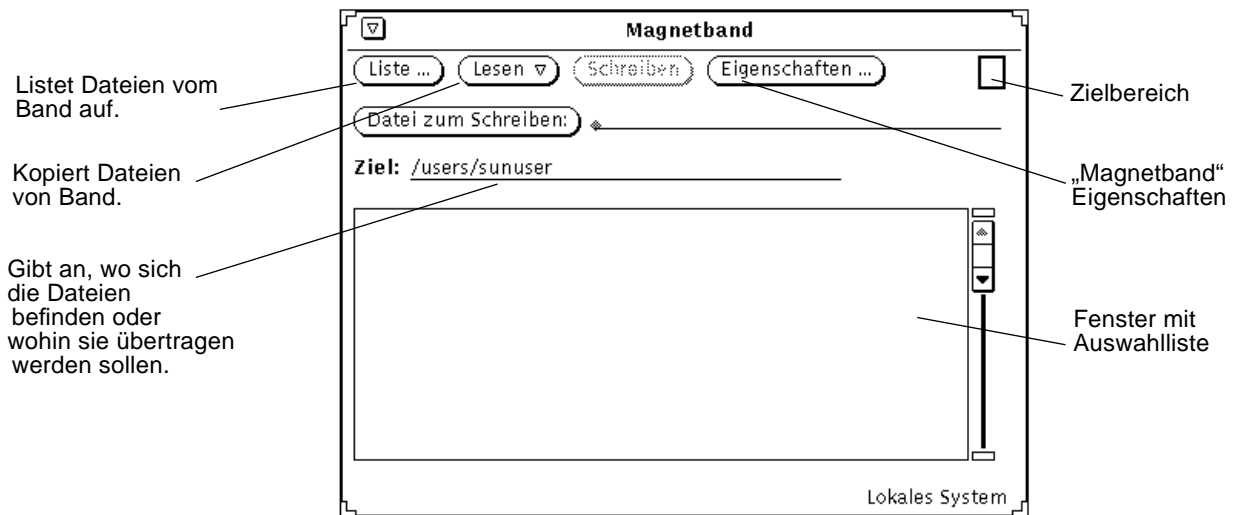 Magnetband
Liste ...
Lesen
Schreiben
Eigenschaften ...
Datei zum Schreiben:
Ziel: /users/sunuser
Lokales System
Listet Dateien vom
Band auf.
Kopiert Dateien
von Band.
Gibt an, wo sich
die Dateien
befinden oder
wohin sie übertragen
werden sollen.
Zielbereich
„Magnetband“
Eigenschaften
Fenster mit
Auswahlliste